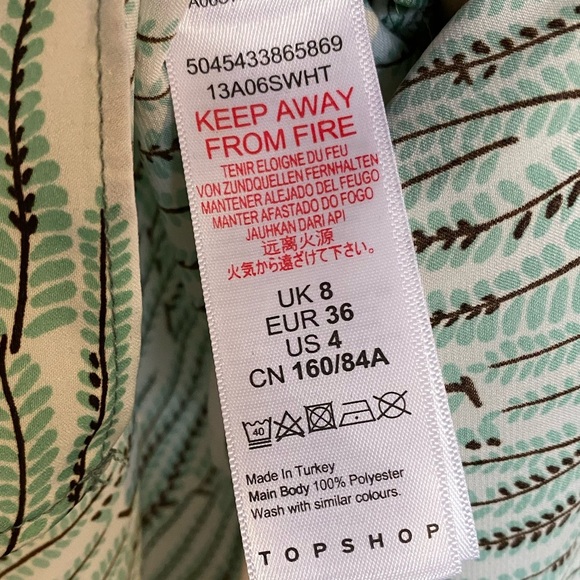 5045433865869
13A06SWHT
KEEP AWAY
FROM FIRE
TENIR ELOIGNE DU FEU
VON ZUNDQUELLEN FERNHALTEN
MANTENER ALEJADO DEL FEUGO
MANTER AFASTADO DO FOGO
JAUHKAN DARI API
远离火源
火気から遠ざけて下さい。
UK 8
EUR 36
US 4
CN 160/84A
40
Made In Turkey
Main Body 100% Polyester
Wash with similar colours.
TOPSHOP